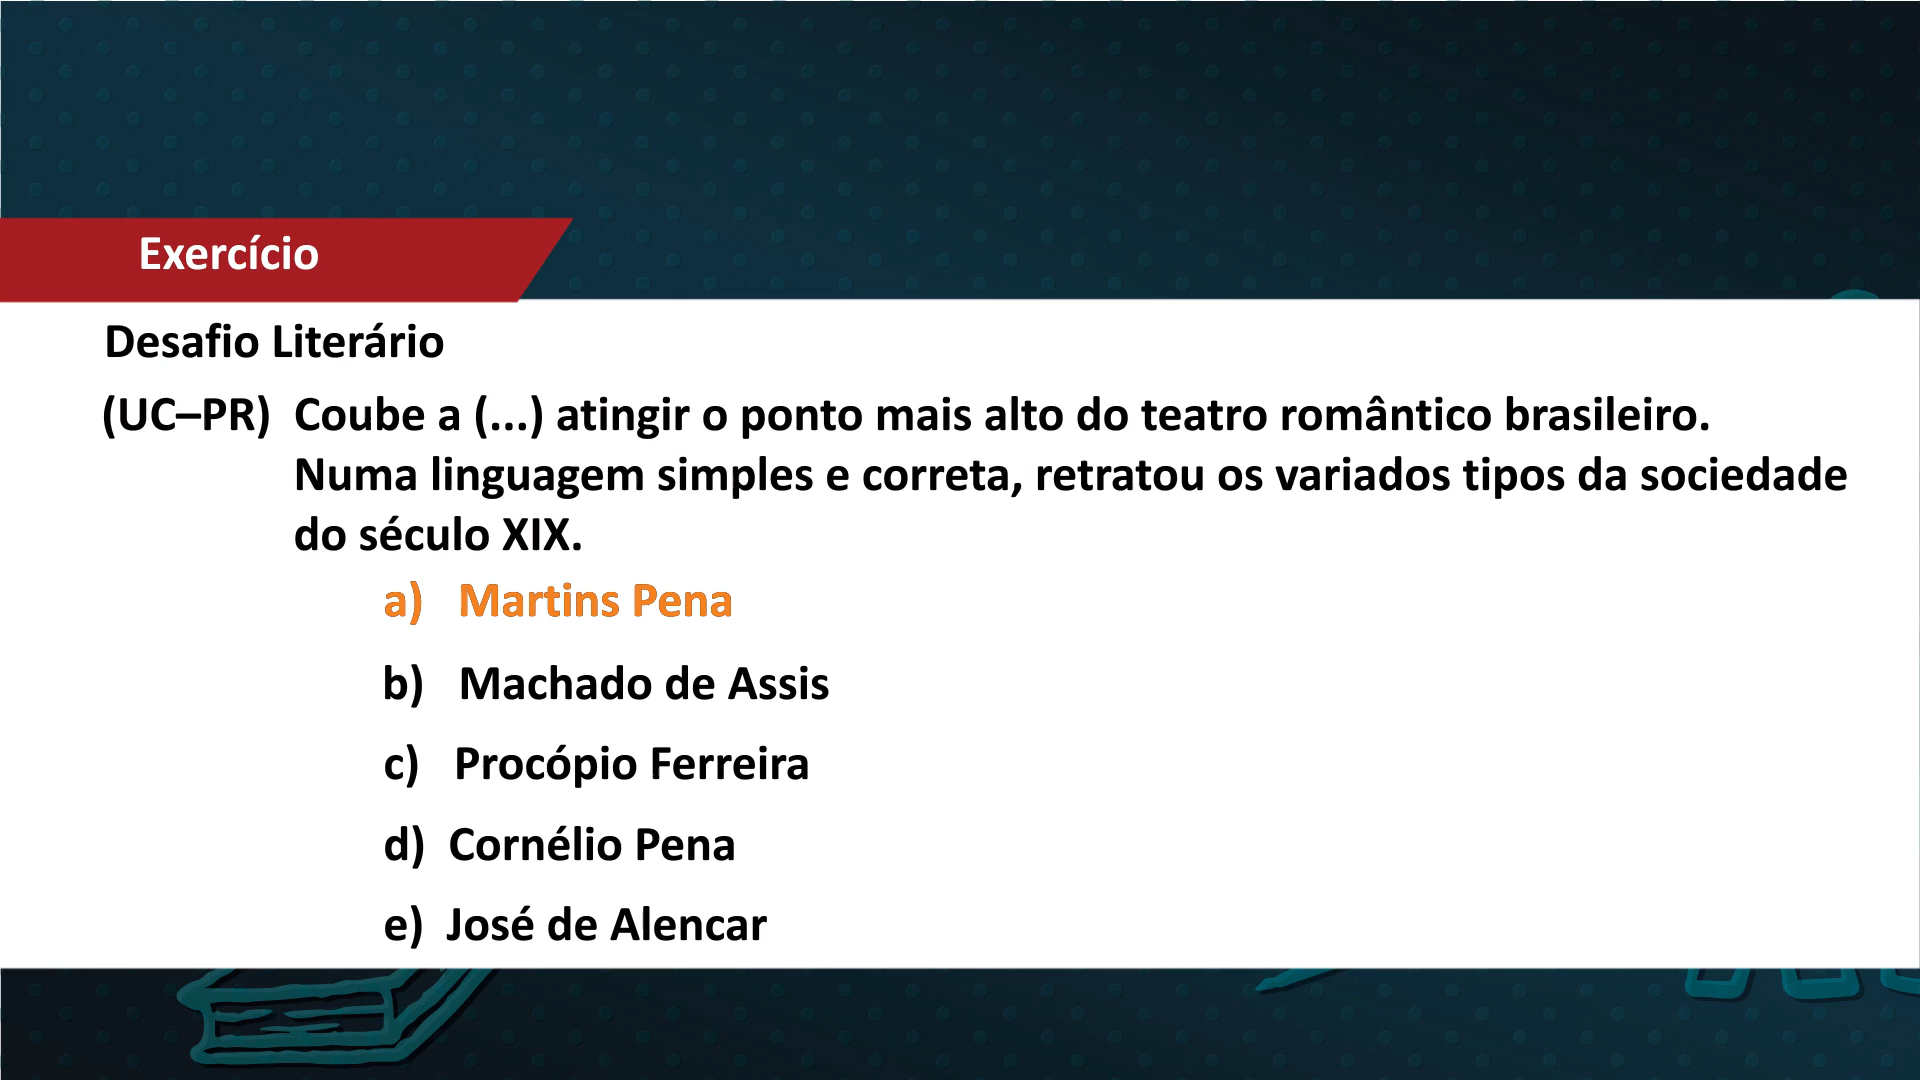 Exercício
Desafio Literário
(UC–PR) Coube a (...) atingir o ponto mais alto do teatro romântico brasileiro.
Numa linguagem simples e correta, retratou os variados tipos da sociedade
do século XIX.
a) Martins Pena
b) Machado de Assis
c) Procópio Ferreira
d) Cornélio Pena
e) José de Alencar